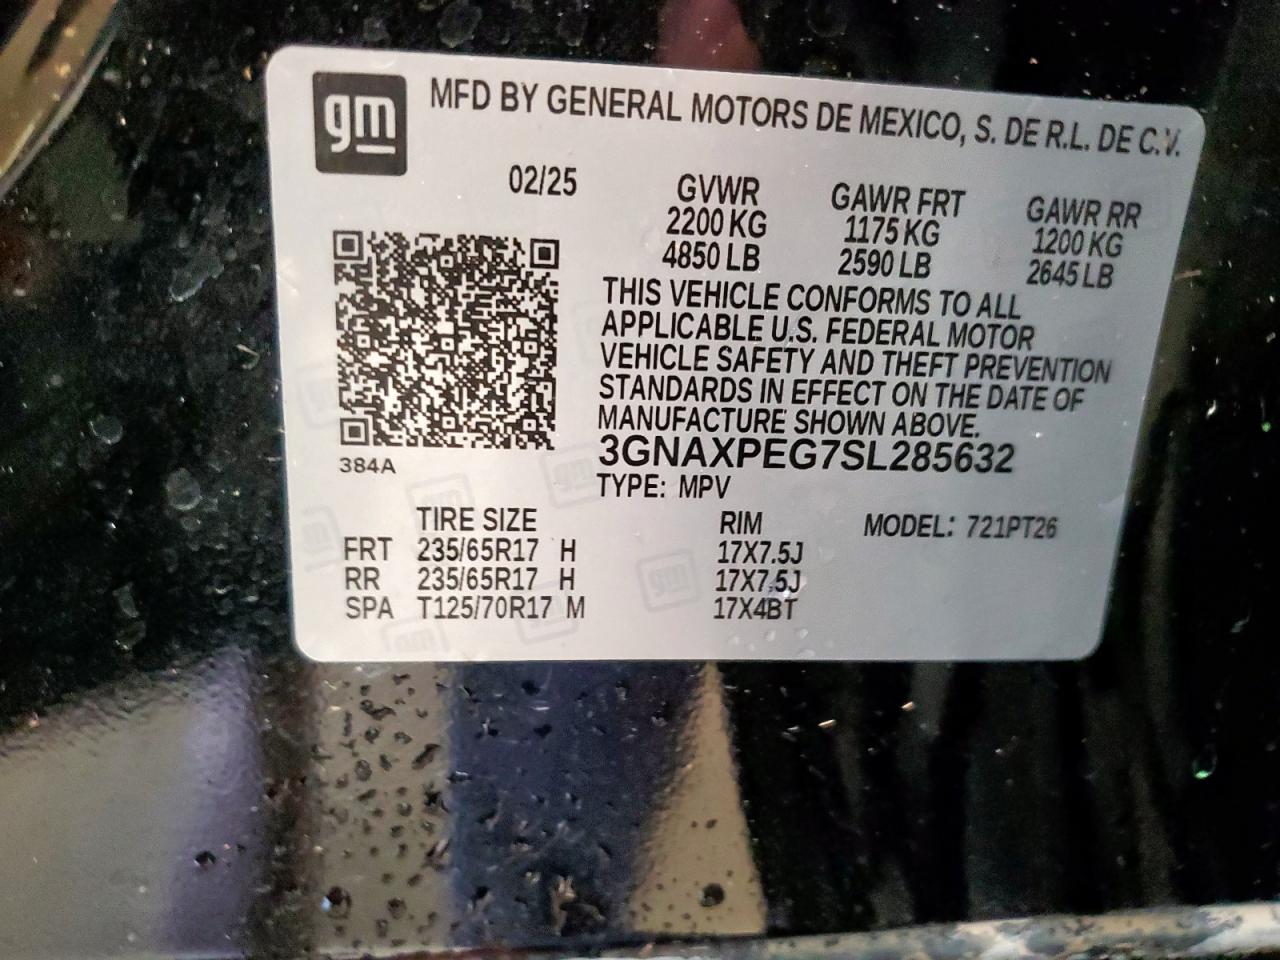 gm
MFD BY GENERAL MOTORS DE MEXICO, S. DE R.L. DE C.V.
02/25
GVWR GAWR FRT GAWR RR
2200 KG 1175 KG 1200 KG
4850 LB 2590 LB 2645 LB
THIS VEHICLE CONFORMS TO ALL
APPLICABLE U.S. FEDERAL MOTOR
VEHICLE SAFETY AND THEFT PREVENTION
STANDARDS IN EFFECT ON THE DATE OF
MANUFACTURE SHOWN ABOVE.
3GNAXPEG7SL285632
384A
TYPE: MPV
TIRE SIZE RIM MODEL: 721PT26
FRT 235/65R17 H 17X7.5J
RR 235/65R17 H 17X7.5J
SPA T125/70R17 M 17X4BT